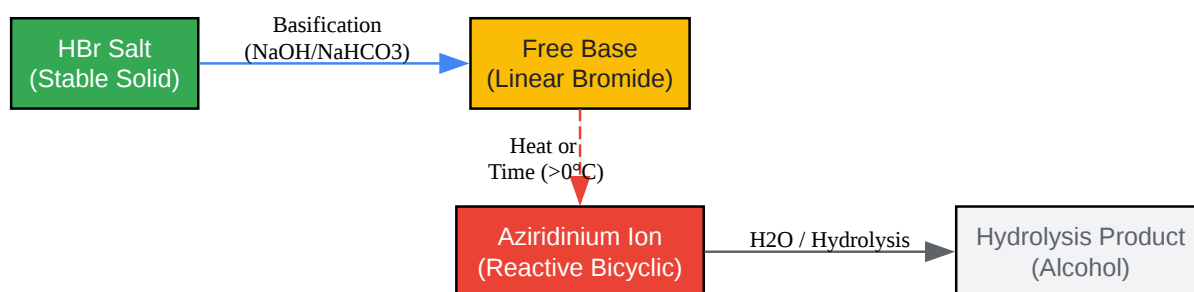 HBr Salt
(Stable Solid)
Basification
(NaOH/NaHCO3)
Free Base
(Linear Bromide)
Heat or
Time (>0°C)
Aziridinium Ion
(Reactive Bicyclic)
H2O / Hydrolysis
Hydrolysis Product
(Alcohol)